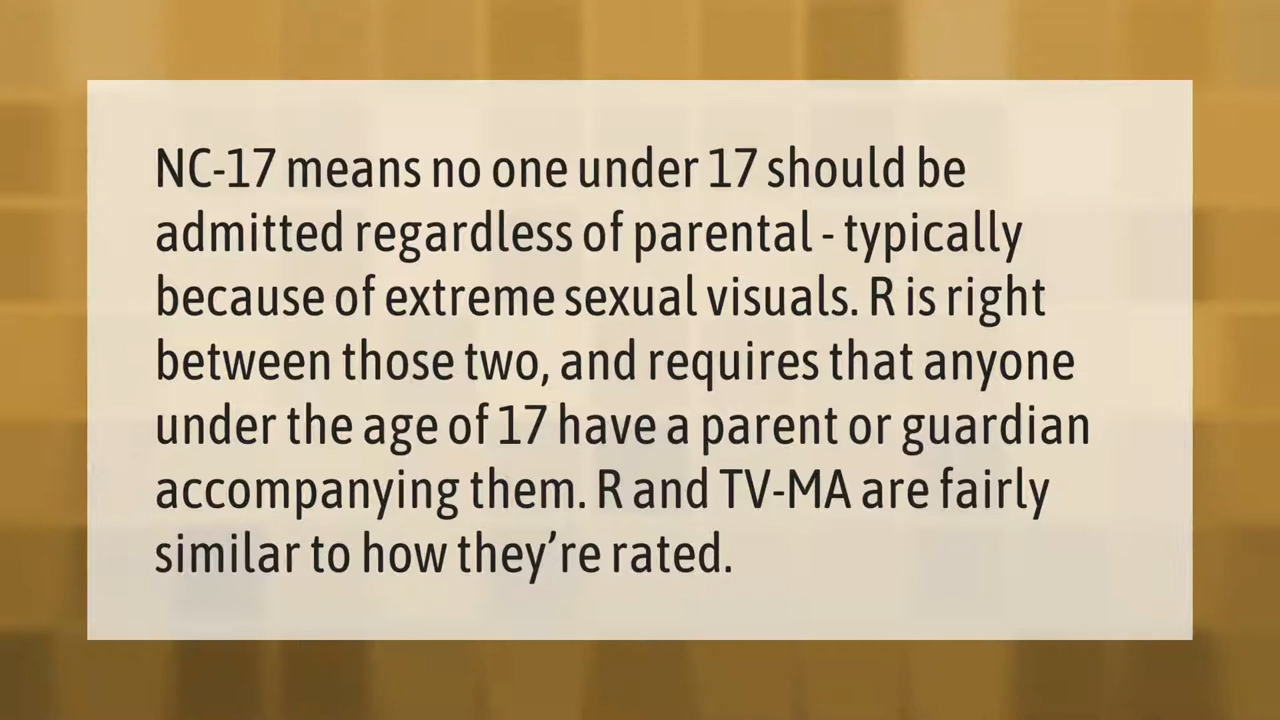 NC-17 means no one under 17 should be
admitted regardless of parental - typically
because of extreme sexual visuals. R is right
between those two, and requires that anyone
under the age of 17 have a parent or guardian
accompanying them. R and TV-MA are fairly
similar to how they’re rated.